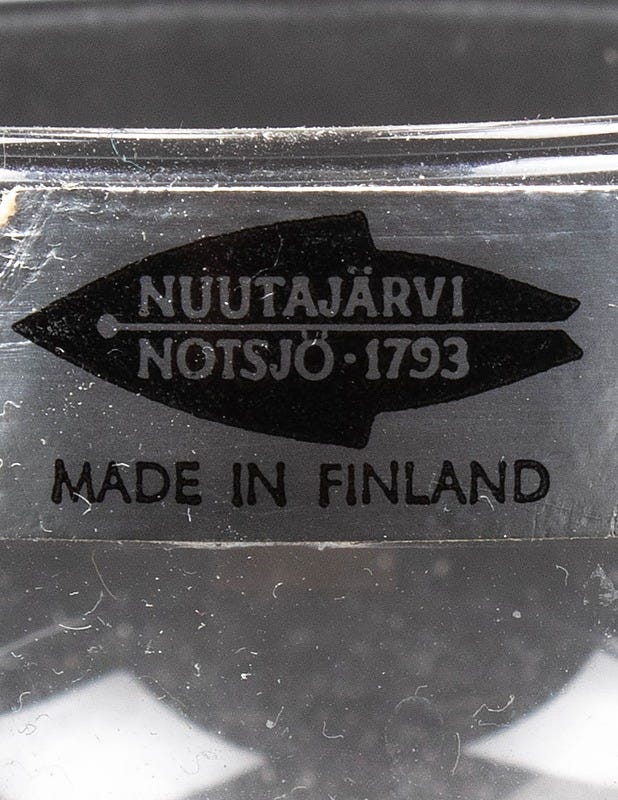 NUUTAJÄRVI
NOTSJÖ · 1793
MADE IN FINLAND